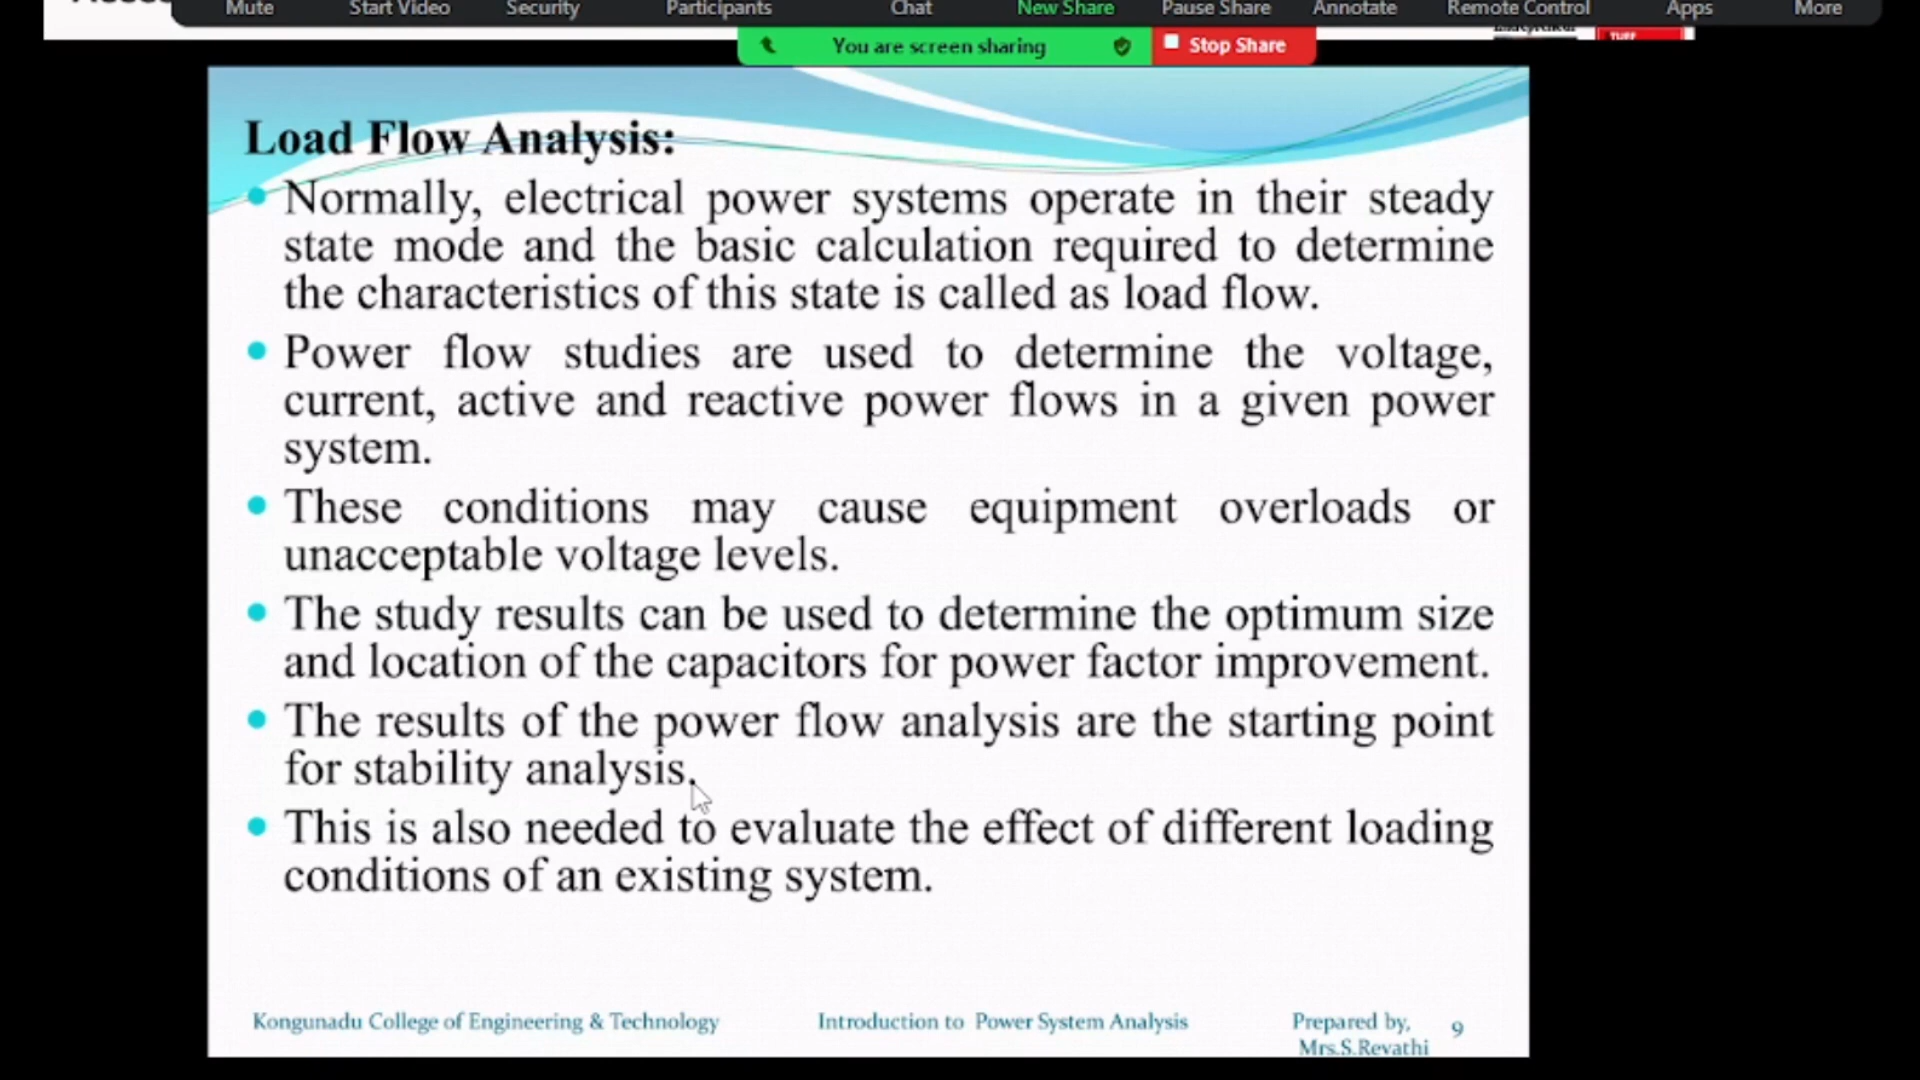 Mute Start Video Security Participants Chat New Share Pause Share Annotate Remote Control Apps More
You are screen sharing Stop Share
Load Flow Analysis:
Normally, electrical power systems operate in their steady
state mode and the basic calculation required to determine
the characteristics of this state is called as load flow.
Power flow studies are used to determine the voltage,
current, active and reactive power flows in a given power
system.
These conditions may cause equipment overloads or
unacceptable voltage levels.
The study results can be used to determine the optimum size
and location of the capacitors for power factor improvement.
The results of the power flow analysis are the starting point
for stability analysis.
This is also needed to evaluate the effect of different loading
conditions of an existing system.
Kongunadu College of Engineering & Technology Introduction to Power System Analysis Prepared by, 9
Mrs.S.Revathi